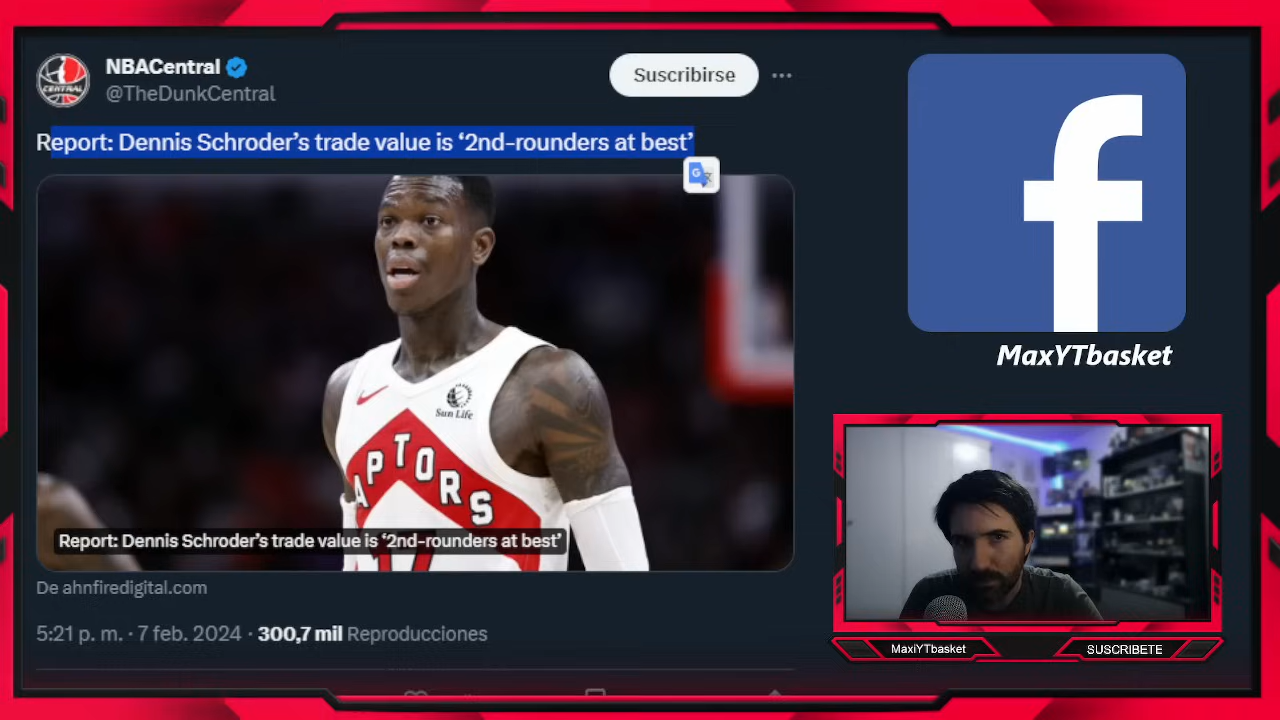 NBACentral
@TheDunkCentral
Suscribirse
Report: Dennis Schroder’s trade value is ‘2nd-rounders at best’
CENTRAL
Sun Life
APTORS
Report: Dennis Schroder’s trade value is ‘2nd-rounders at best’
De ahnfiredigital.com
5:21 p. m. · 7 feb. 2024 · 300,7 mil Reproducciones
f
MaxYTbasket
MaxiYTbasket
SUSCRIBETE